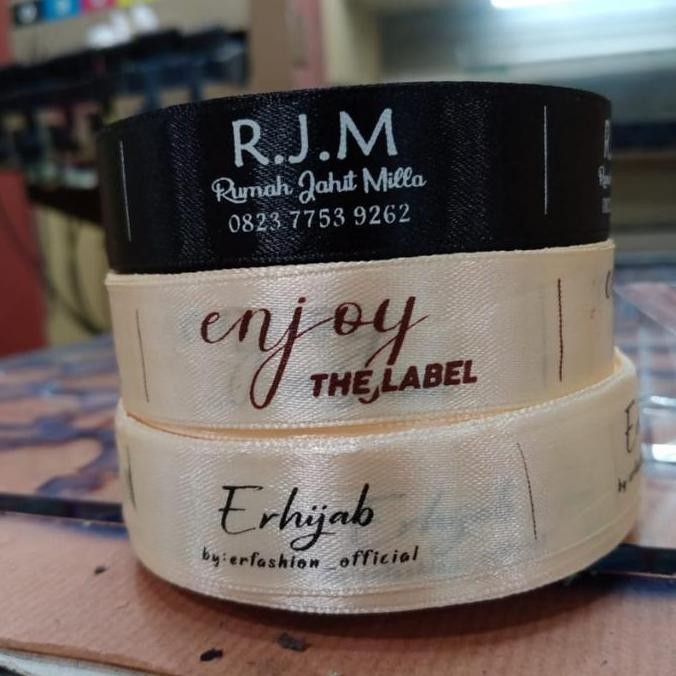 R.J.M
Rumah Jahit Milla
0823 7753 9262
enjoy
THE LABEL
Erhijab
by:erfashion_official